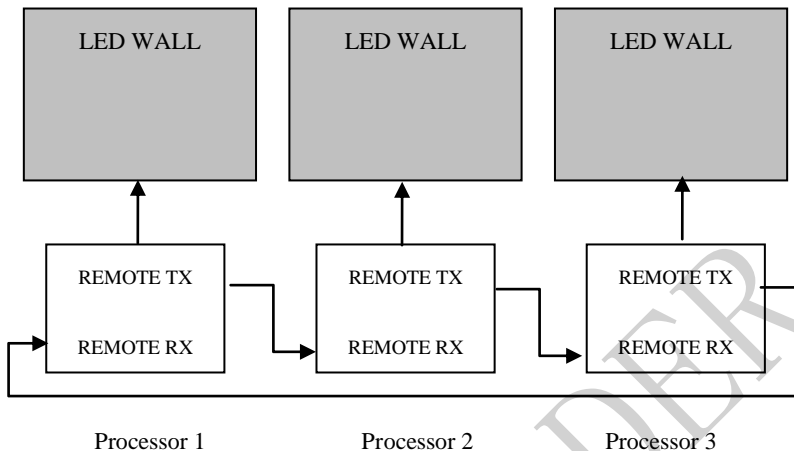 LED WALL LED WALL LED WALL
REMOTE TX REMOTE TX REMOTE TX
REMOTE RX REMOTE RX REMOTE RX
Processor 1 Processor 2 Processor 3
DER